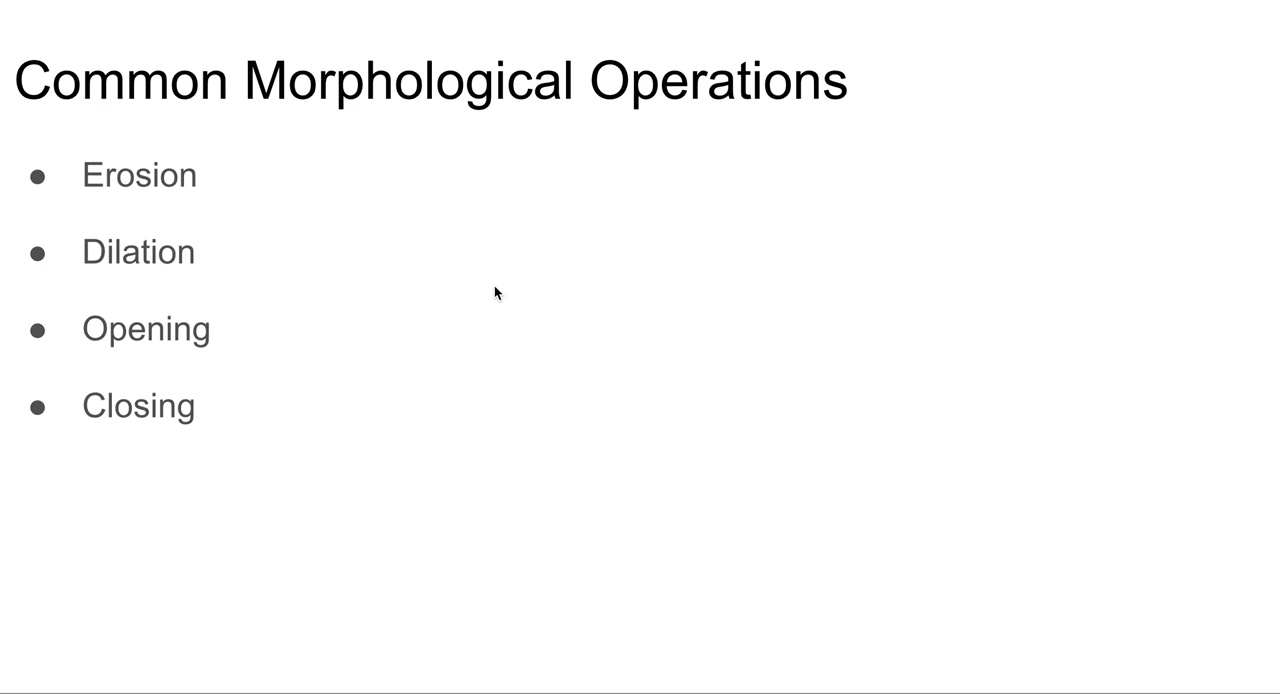 Common Morphological Operations
● Erosion
● Dilation
● Opening
● Closing